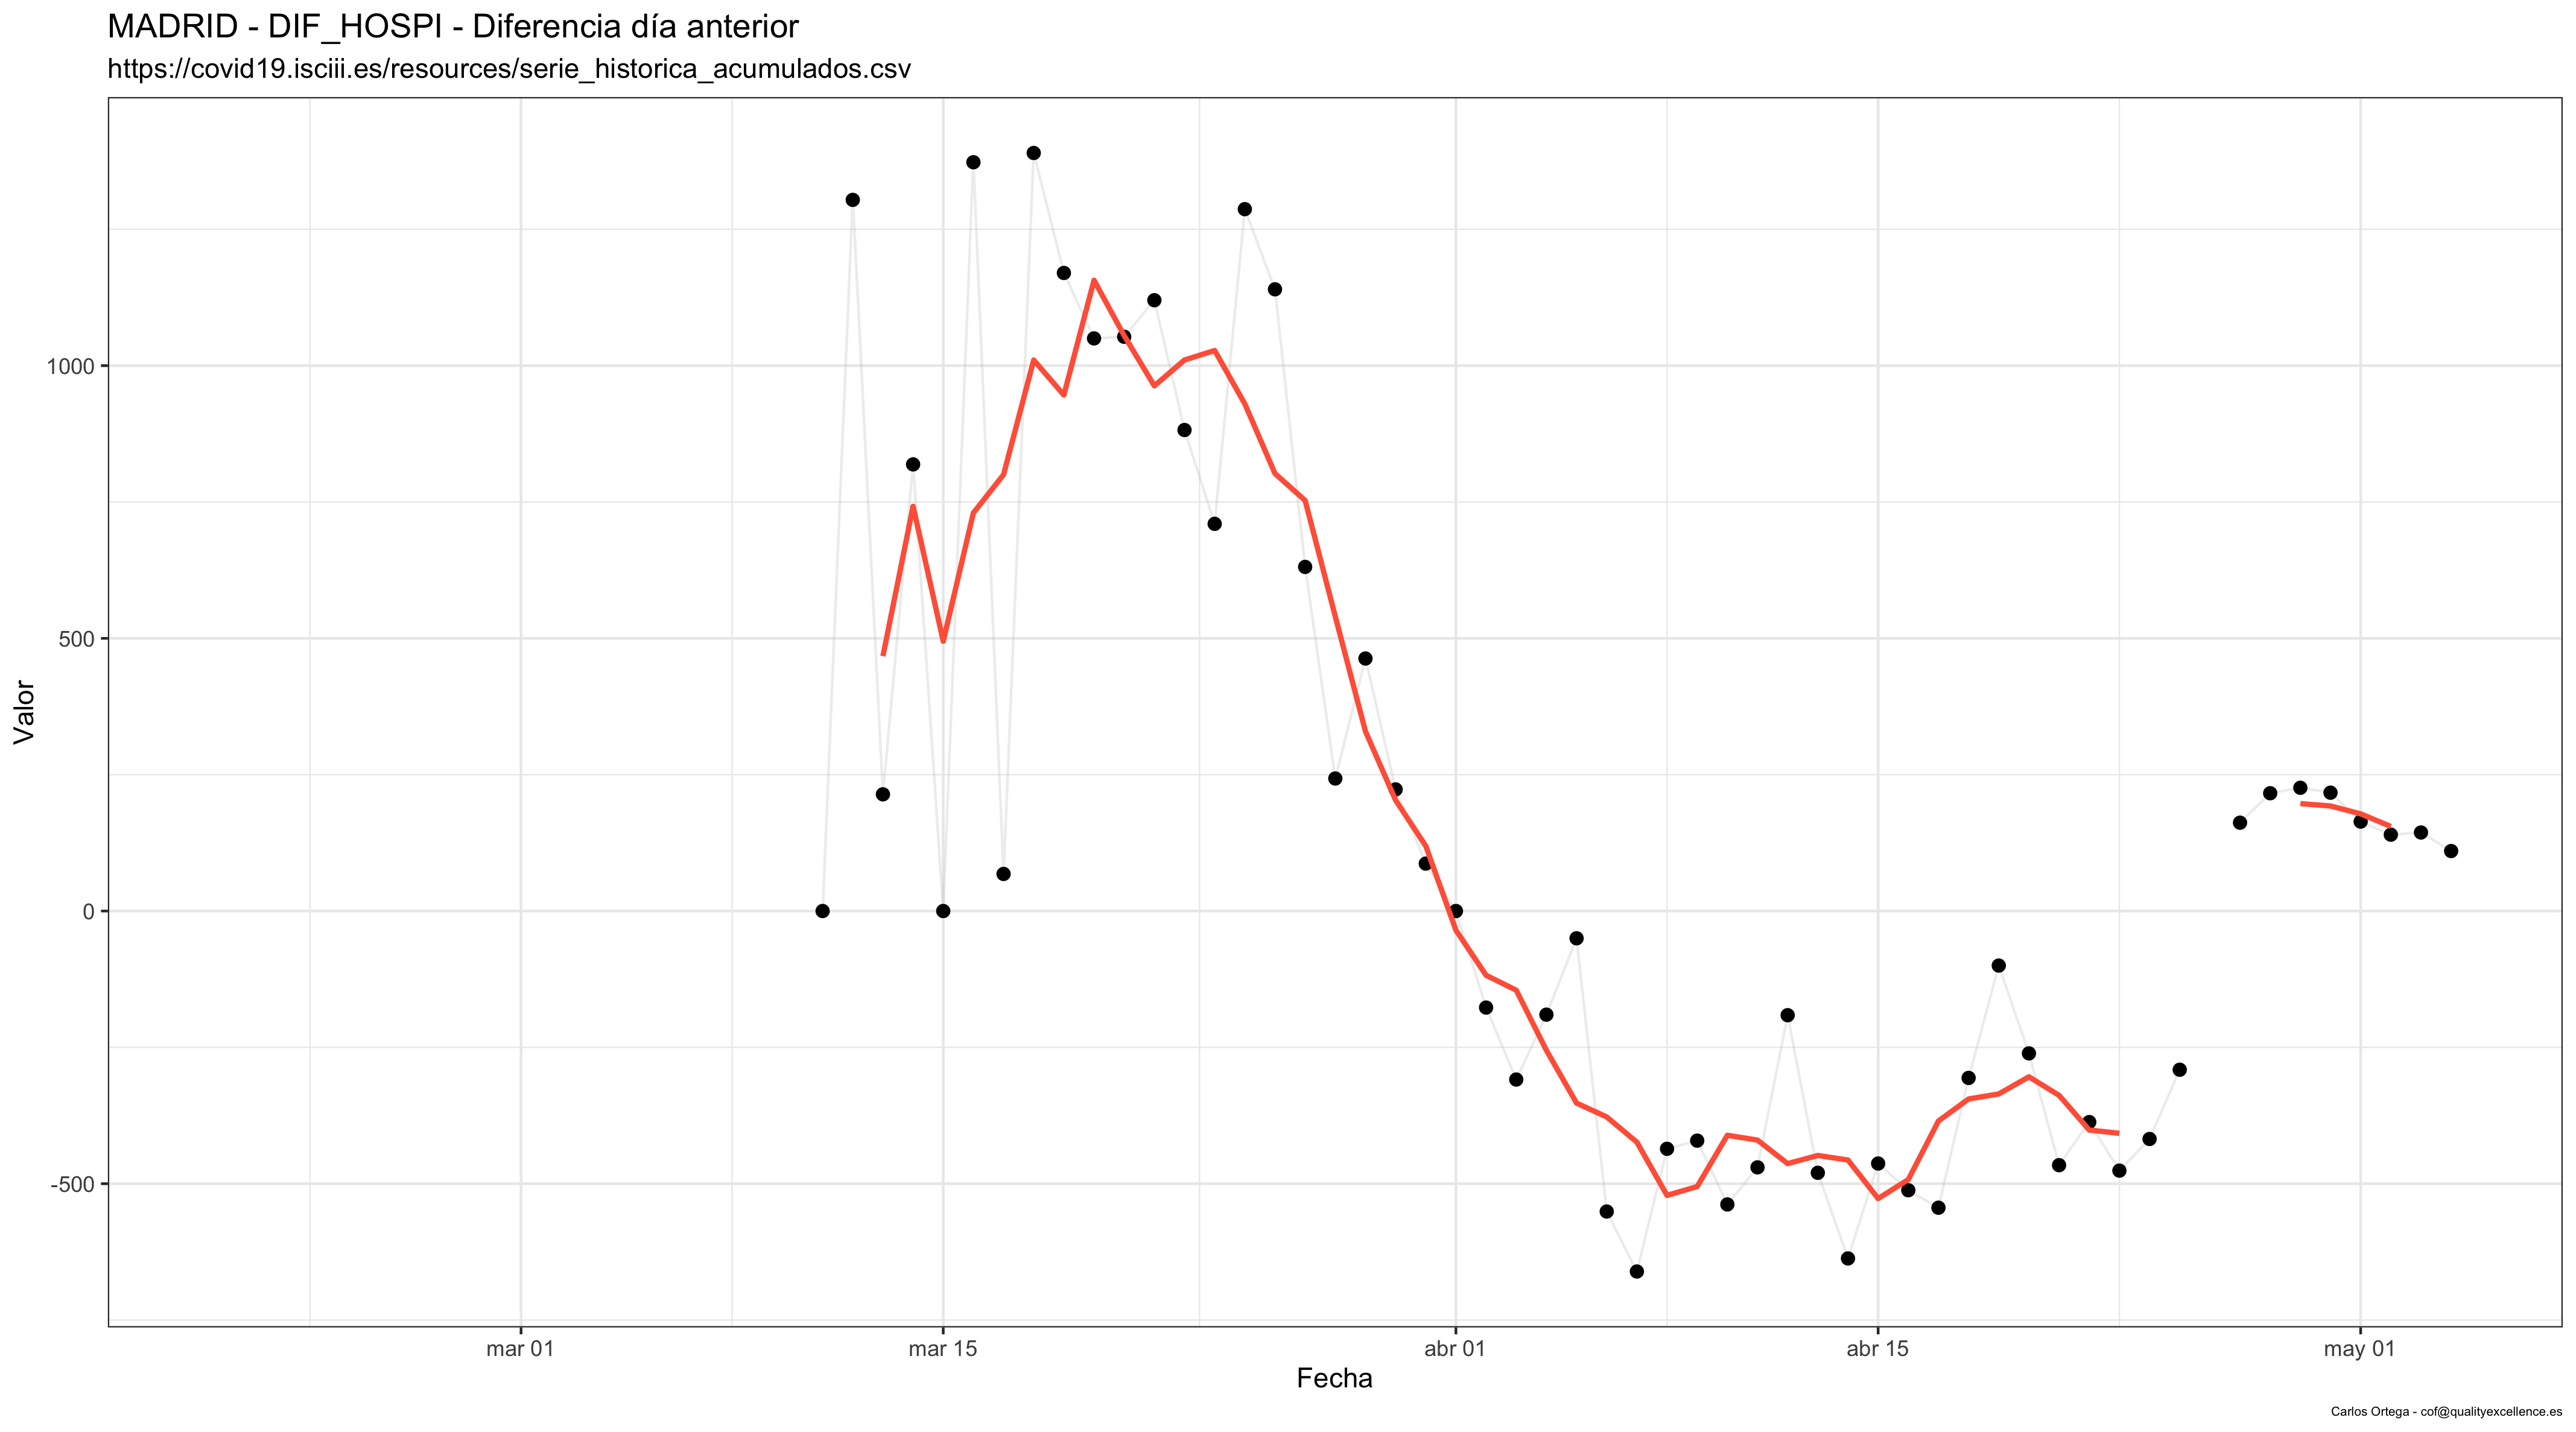 MADRID - DIF_HOSPI - Diferencia día anterior
https://covid19.isciii.es/resources/serie_historica_acumulados.csv
1000
500
0
-500
Valor
mar 01
mar 15
abr 01
abr 15
may 01
Fecha
Carlos Ortega - cof@qualityexcellence.es